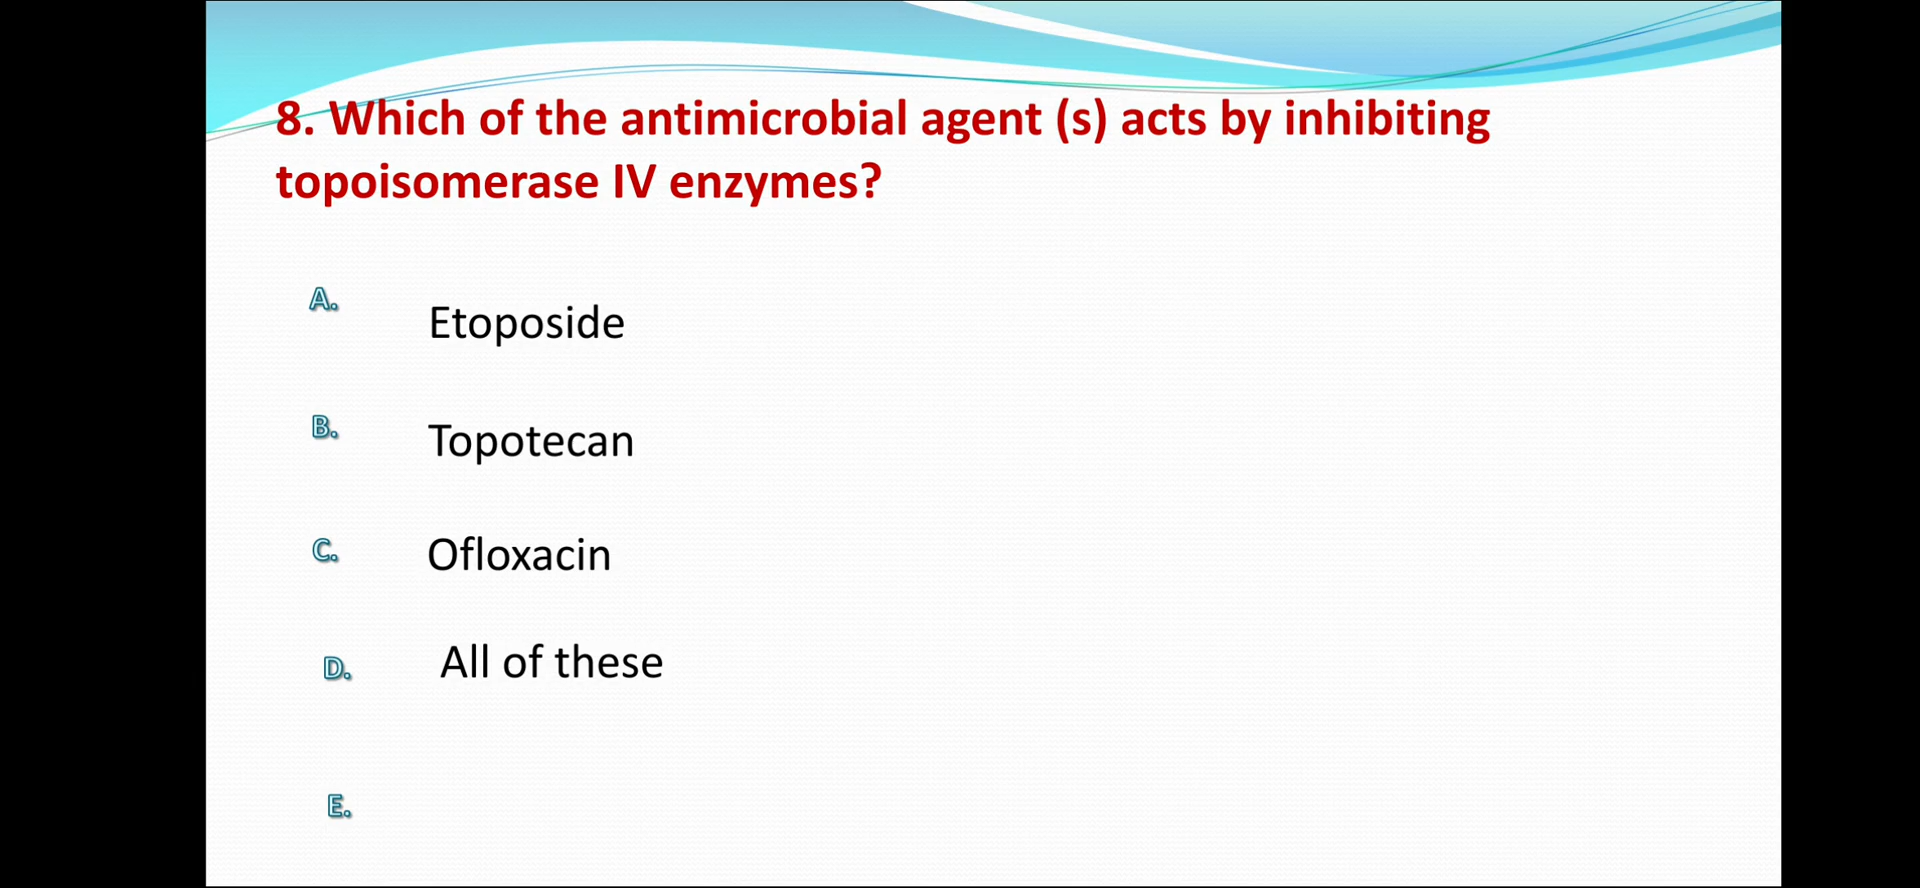 8. Which of the antimicrobial agent (s) acts by inhibiting
topoisomerase IV enzymes?
A. Etoposide
B. Topotecan
C. Ofloxacin
D. All of these
E.